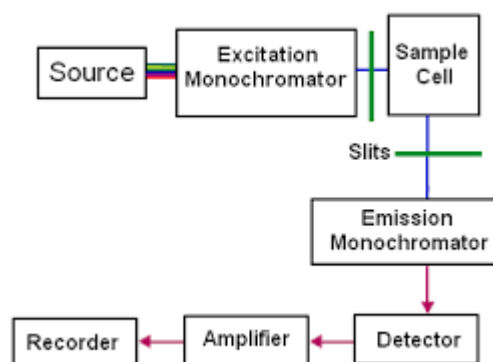 Source
Excitation
Monochromator
Sample
Cell
Slits
Emission
Monochromator
Detector
Amplifier
Recorder